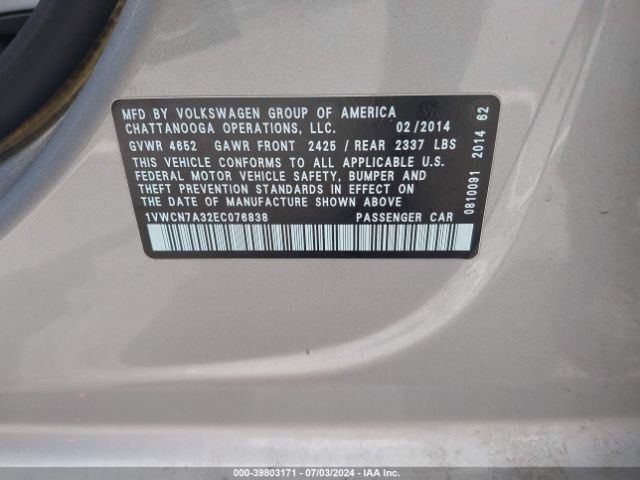 MFD BY VOLKSWAGEN GROUP OF AMERICA
CHATTANOOGA OPERATIONS, LLC. 02/2014
GVWR 4652 GAWR FRONT 2425 / REAR 2337 LBS
THIS VEHICLE CONFORMS TO ALL APPLICABLE U.S.
FEDERAL MOTOR VEHICLE SAFETY, BUMPER AND
THEFT PREVENTION STANDARDS IN EFFECT ON
THE DATE OF MANUFACTURE SHOWN ABOVE
1VWCN7A32EC076838 PASSENGER CAR
0810091 2014 62
000-39803171 - 07/03/2024 - IAA Inc.